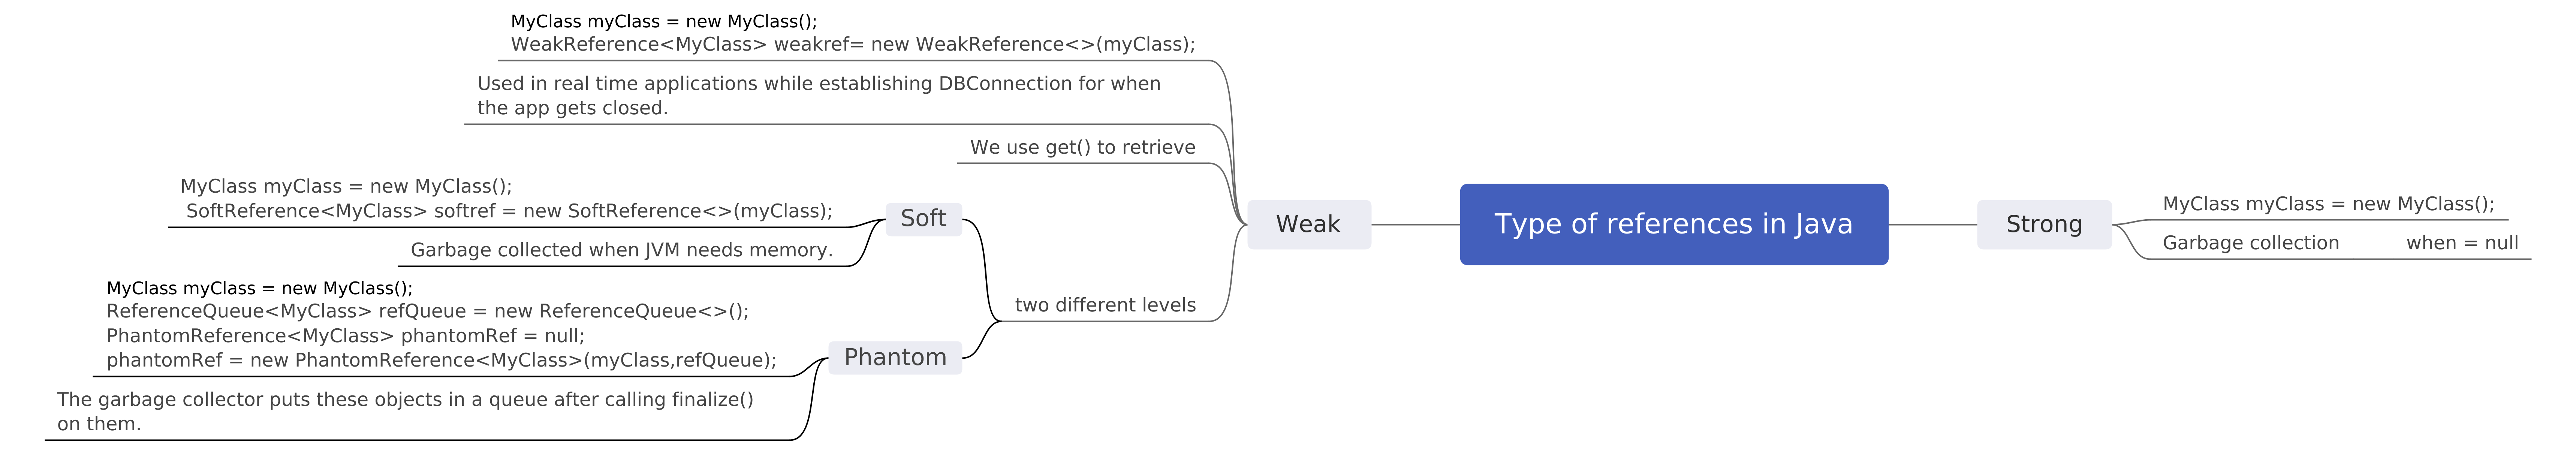 MyClass myClass = new MyClass();
WeakReference<MyClass> weakref= new WeakReference<>(myClass);
Used in real time applications while establishing DBConnection for when
the app gets closed.
We use get() to retrieve
MyClass myClass = new MyClass();
SoftReference<MyClass> softref = new SoftReference<>(myClass);
Soft
Garbage collected when JVM needs memory.
two different levels
MyClass myClass = new MyClass();
ReferenceQueue<MyClass> refQueue = new ReferenceQueue<>();
PhantomReference<MyClass> phantomRef = null;
phantomRef = new PhantomReference<MyClass>(myClass,refQueue);
Phantom
The garbage collector puts these objects in a queue after calling finalize()
on them.
Weak
Type of references in Java
Strong
MyClass myClass = new MyClass();
Garbage collection when = null